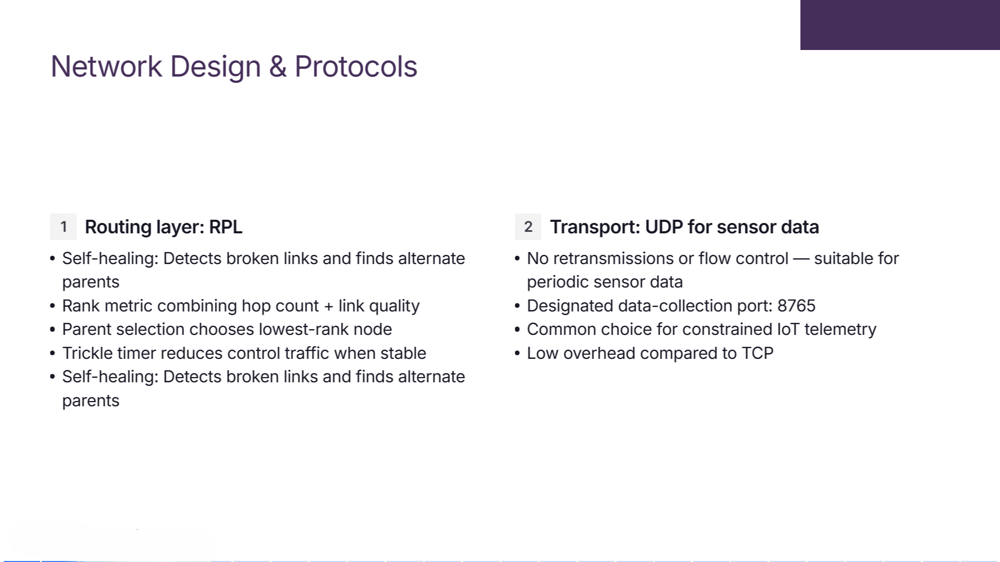 Network Design & Protocols
1 Routing layer: RPL
• Self-healing: Detects broken links and finds alternate
parents
• Rank metric combining hop count + link quality
• Parent selection chooses lowest-rank node
• Trickle timer reduces control traffic when stable
• Self-healing: Detects broken links and finds alternate
parents
2 Transport: UDP for sensor data
• No retransmissions or flow control — suitable for
periodic sensor data
• Designated data-collection port: 8765
• Common choice for constrained IoT telemetry
• Low overhead compared to TCP